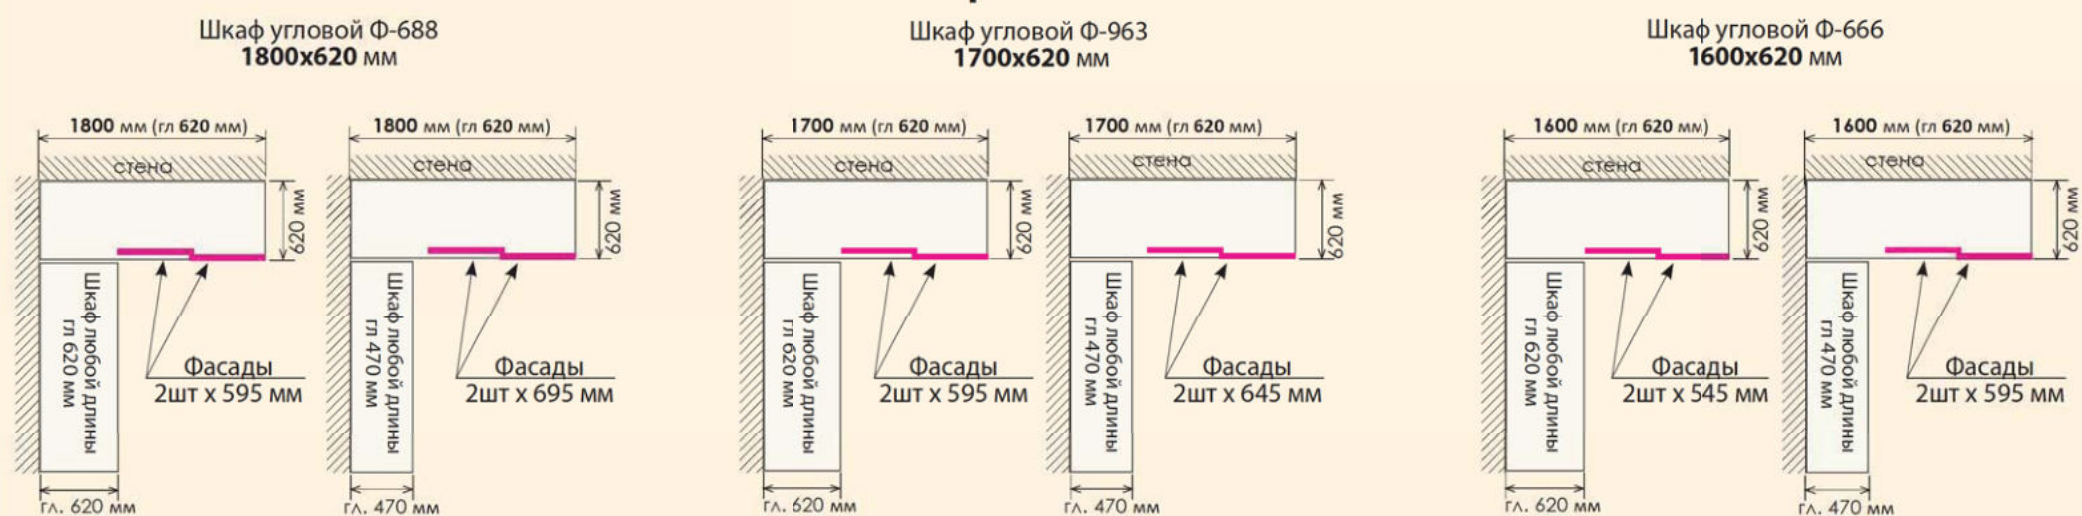 Шкаф угловой Ф-688
1800х620 мм
1800 мм (гл 620 мм)
стена
620 мм
Шкаф любой длины
гл 620 мм
Фасады
2шт х 595 мм
гл. 620 мм
1800 мм (гл 620 мм)
стена
620 мм
Шкаф любой длины
гл 470 мм
Фасады
2шт х 695 мм
гл. 470 мм
Шкаф угловой Ф-963
1700х620 мм
1700 мм (гл 620 мм)
стена
620 мм
Шкаф любой длины
гл 620 мм
Фасады
2шт х 595 мм
гл. 620 мм
1700 мм (гл 620 мм)
стена
620 мм
Шкаф любой длины
гл 470 мм
Фасады
2шт х 645 мм
гл. 470 мм
Шкаф угловой Ф-666
1600х620 мм
1600 мм (гл 620 мм)
стена
620 мм
Шкаф любой длины
гл 620 мм
Фасады
2шт х 545 мм
гл. 620 мм
1600 мм (гл 620 мм)
стена
620 мм
Шкаф любой длины
гл 470 мм
Фасады
2шт х 595 мм
гл. 470 мм